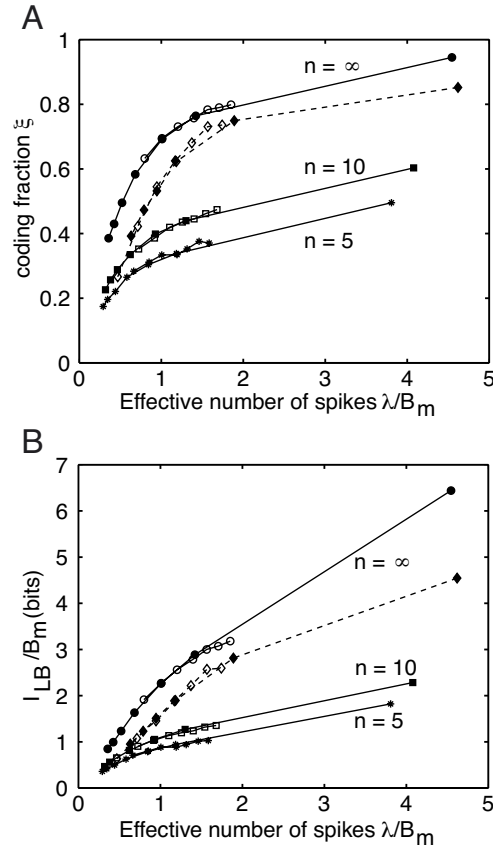 A
1
0.8
0.6
0.4
0.2
0
coding fraction ξ
n = ∞
n = 10
n = 5
0 1 2 3 4 5
Effective number of spikes λ/B_m
B
7
6
5
4
3
2
1
0
I_LB/B_m(bits)
n = ∞
n = 10
n = 5
0 1 2 3 4 5
Effective number of spikes λ/B_m